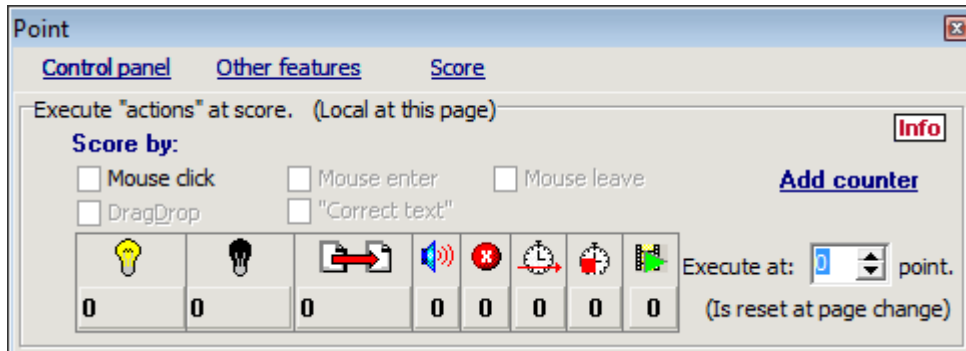 Point
Control panel Other features Score
Execute "actions" at score. (Local at this page)
Info
Score by:
Mouse click Mouse enter Mouse leave
Add counter
DragDrop "Correct text"
Execute at: 0 point.
0 0 0 0 0 0 0 0 (Is reset at page change)